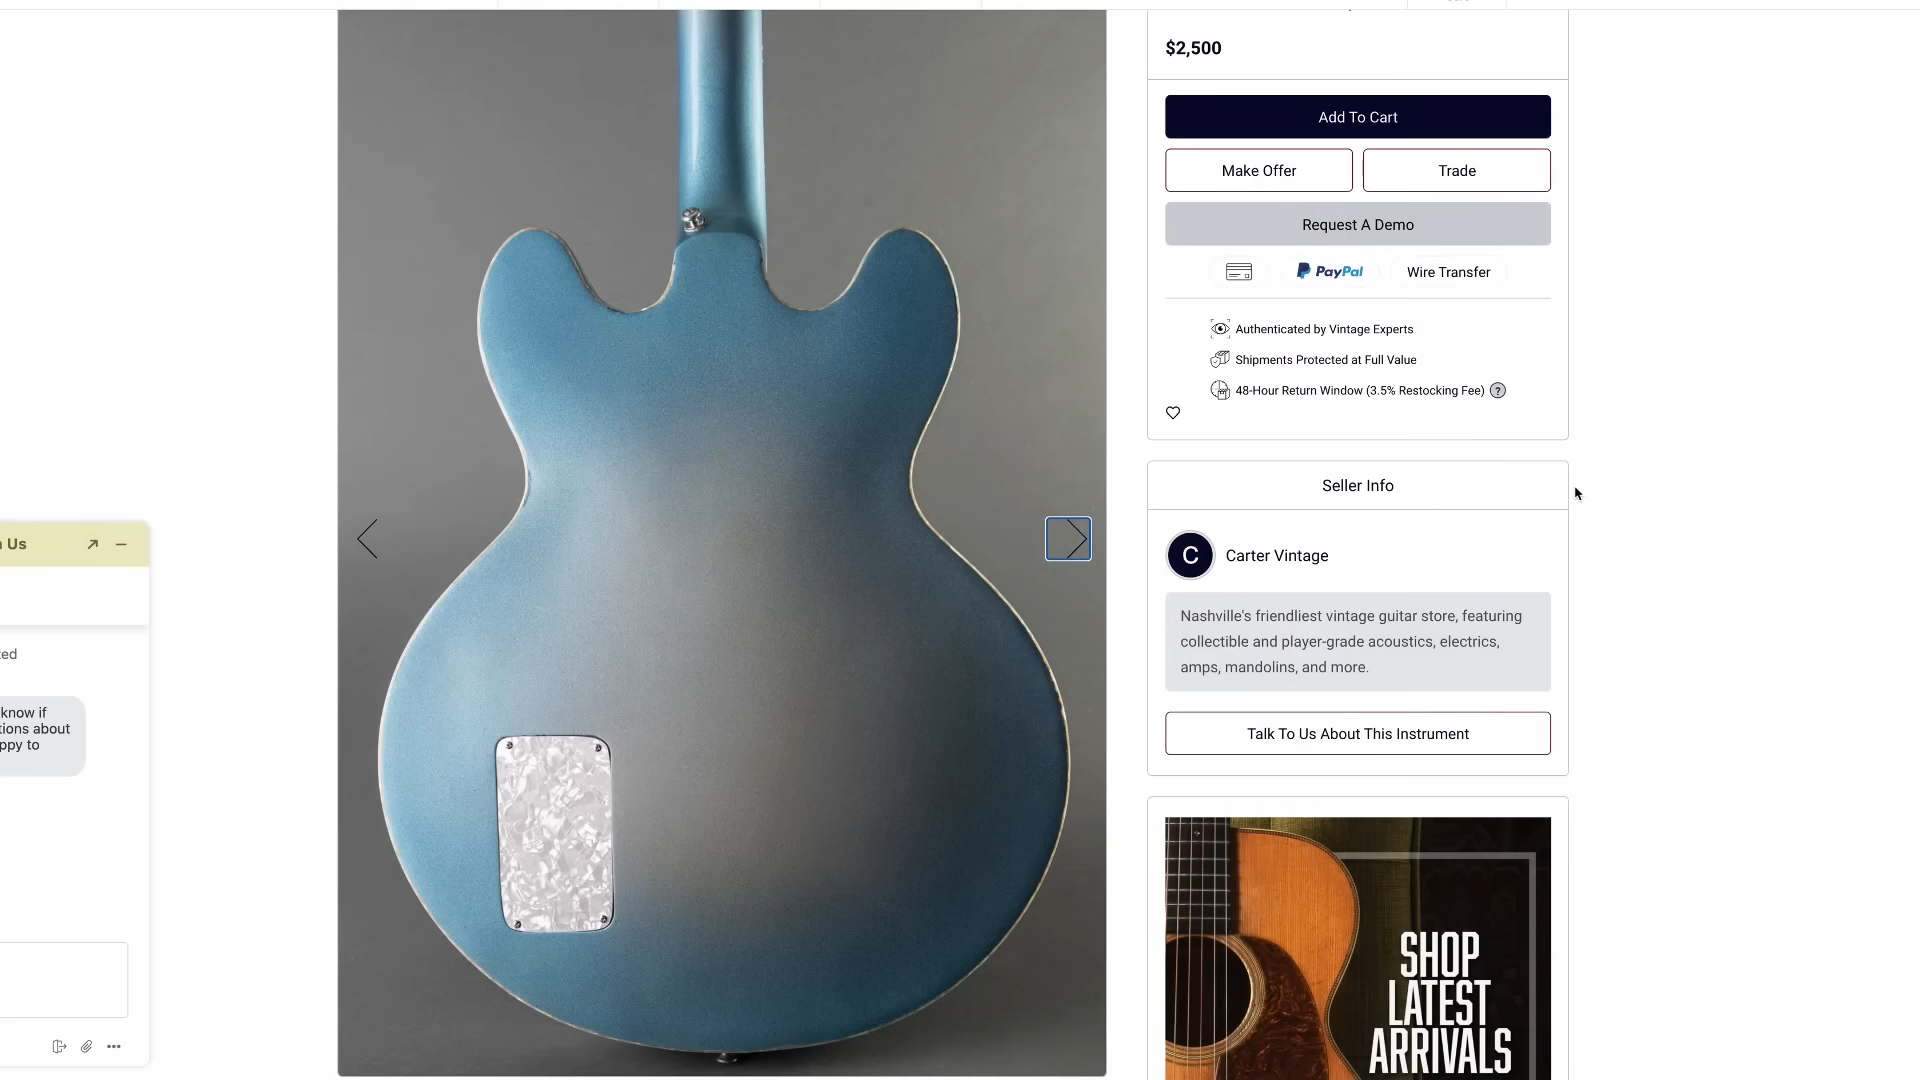 $2,500
Add To Cart
Make Offer
Trade
Request A Demo
PayPal
Wire Transfer
Authenticated by Vintage Experts
Shipments Protected at Full Value
48-Hour Return Window (3.5% Restocking Fee) ?
Seller Info
C
Carter Vintage
Nashville's friendliest vintage guitar store, featuring
collectible and player-grade acoustics, electrics,
amps, mandolins, and more.
Talk To Us About This Instrument
SHOP
LATEST
ARRIVALS
Us
know if
about
to